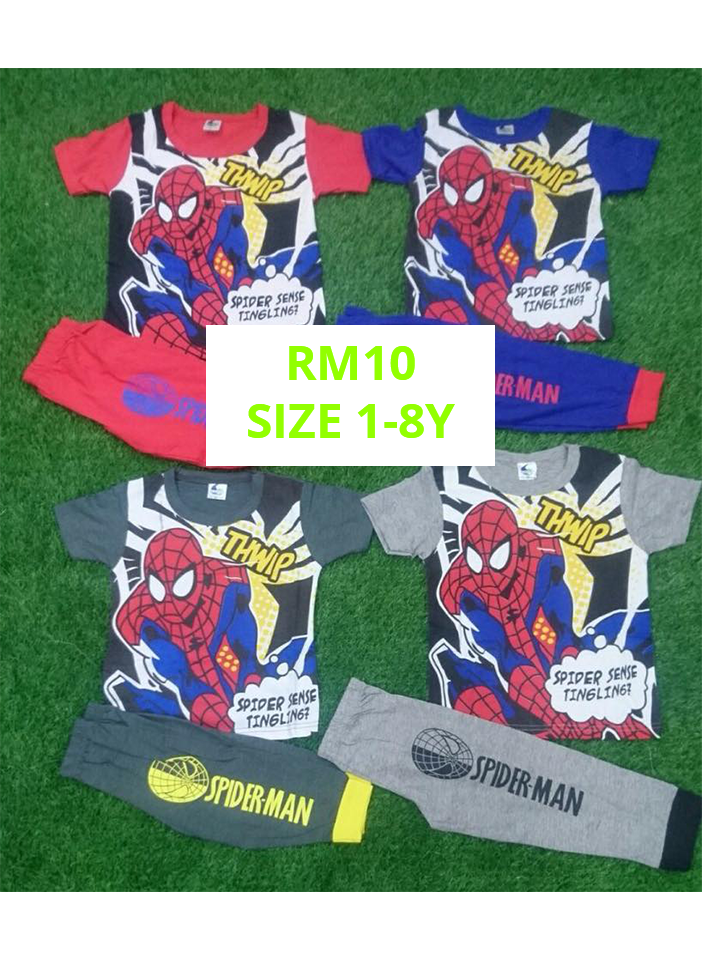 THWIP
SPIDER SENSE
TINGLING?
THWIP
SPIDER SENSE
TINGLING?
RM10
SIZE 1-8Y
SPID
ER-MAN
THWIP
SPIDER SENSE
TINGLING?
THWIP
SPIDER SENSE
TINGLING?
SPIDER-MAN
SPIDER-MAN